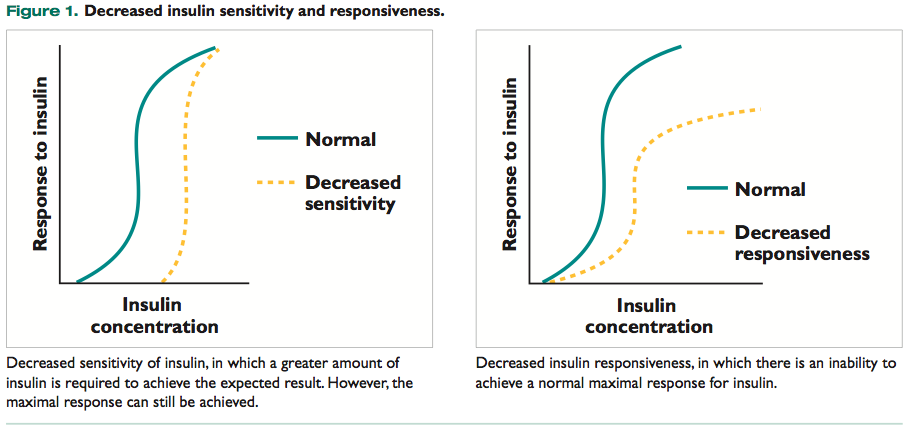 Figure 1. Decreased insulin sensitivity and responsiveness.
Response to insulin
Normal
Decreased
sensitivity
Insulin
concentration
Decreased sensitivity of insulin, in which a greater amount of
insulin is required to achieve the expected result. However, the
maximal response can still be achieved.
Response to insulin
Normal
Decreased
responsiveness
Insulin
concentration
Decreased insulin responsiveness, in which there is an inability to
achieve a normal maximal response for insulin.